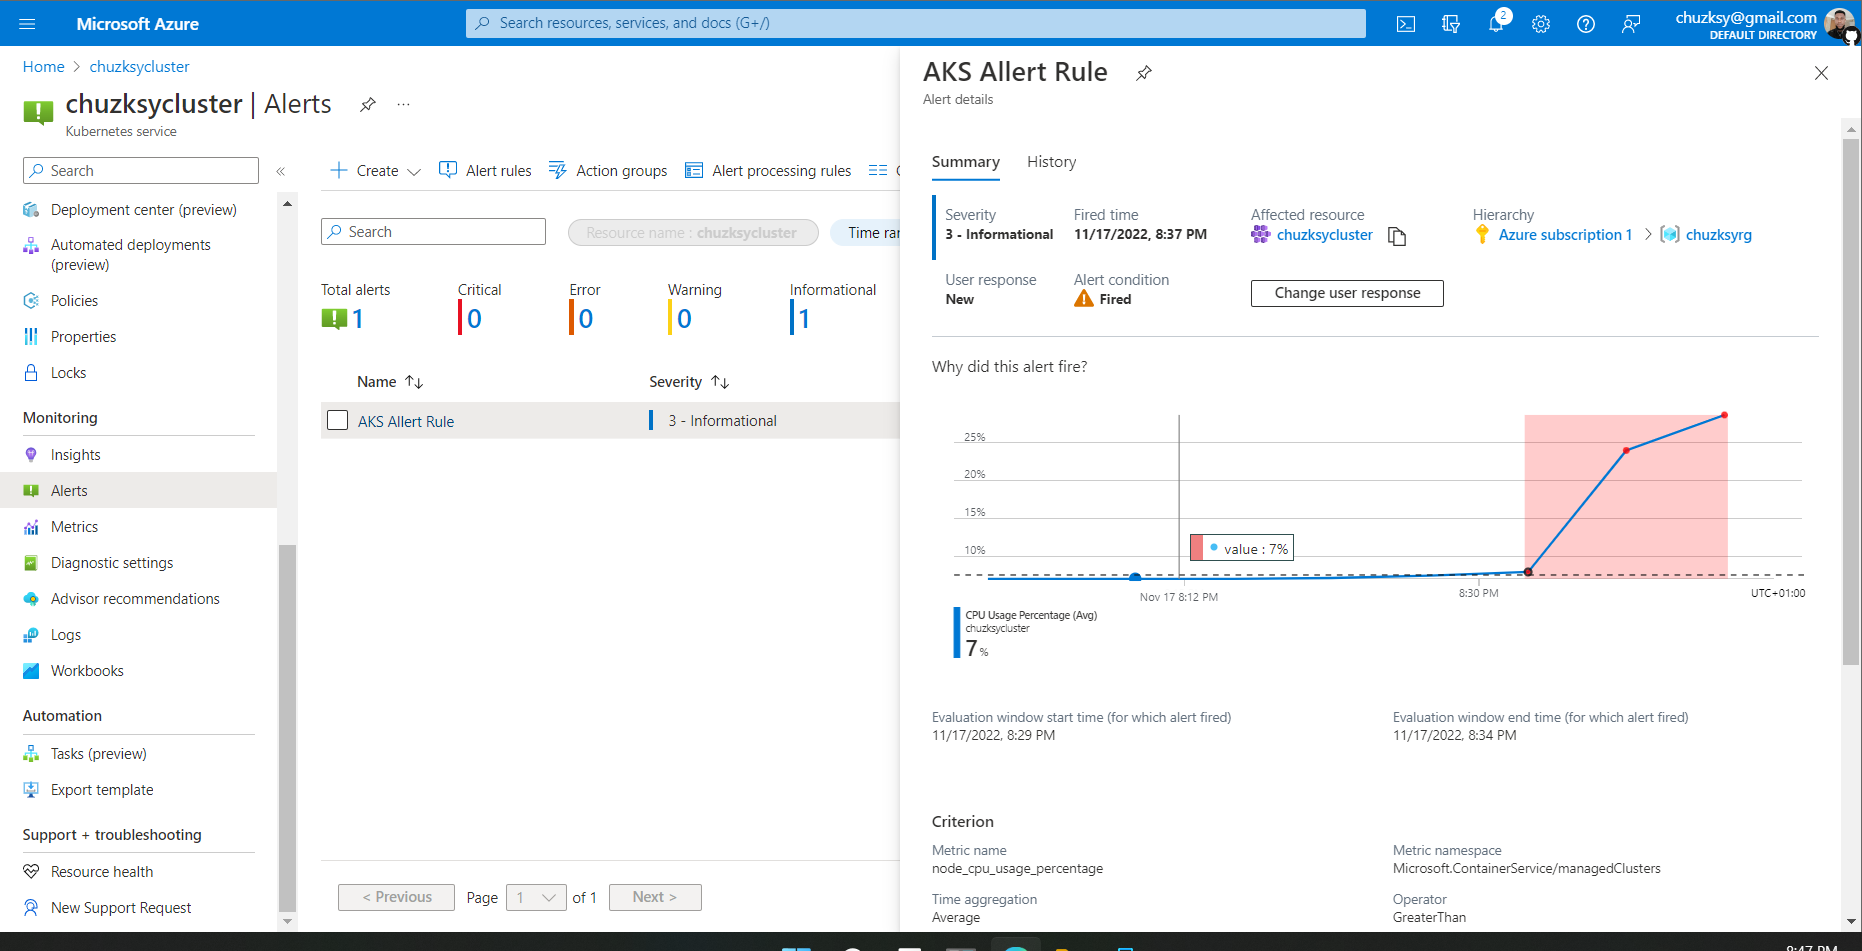 Microsoft Azure
Search resources, services, and docs (G+/)
2
chuzksy@gmail.com
DEFAULT DIRECTORY
Home > chuzksycluster
chuzksycluster | Alerts
...
Kubernetes service
Search
«
Deployment center (preview)
Automated deployments
(preview)
Policies
Properties
Locks
Monitoring
Insights
Alerts
Metrics
Diagnostic settings
Advisor recommendations
Logs
Workbooks
Automation
Tasks (preview)
Export template
Support + troubleshooting
Resource health
New Support Request
Create
Alert rules
Action groups
Alert processing rules
Search
Resource name : chuzksycluster
Time
Total alerts
1
Critical
0
Error
0
Warning
0
Informational
1
Name
Severity
AKS Allert Rule
3 - Informational
< Previous
Page
1
of 1
Next >
AKS Allert Rule
Alert details
Summary
History
Severity
3 - Informational
Fired time
11/17/2022, 8:37 PM
Affected resource
chuzksycluster
Hierarchy
Azure subscription 1 > chuzksyrg
User response
New
Alert condition
Fired
Change user response
Why did this alert fire?
25%
20%
15%
10%
value : 7%
Nov 17 8:12 PM
8:30 PM
UTC+01:00
CPU Usage Percentage (Avg)
chuzksycluster
7 %
Evaluation window start time (for which alert fired)
11/17/2022, 8:29 PM
Evaluation window end time (for which alert fired)
11/17/2022, 8:34 PM
Criterion
Metric name
node_cpu_usage_percentage
Metric namespace
Microsoft.ContainerService/managedClusters
Time aggregation
Average
Operator
GreaterThan
8:47 PM